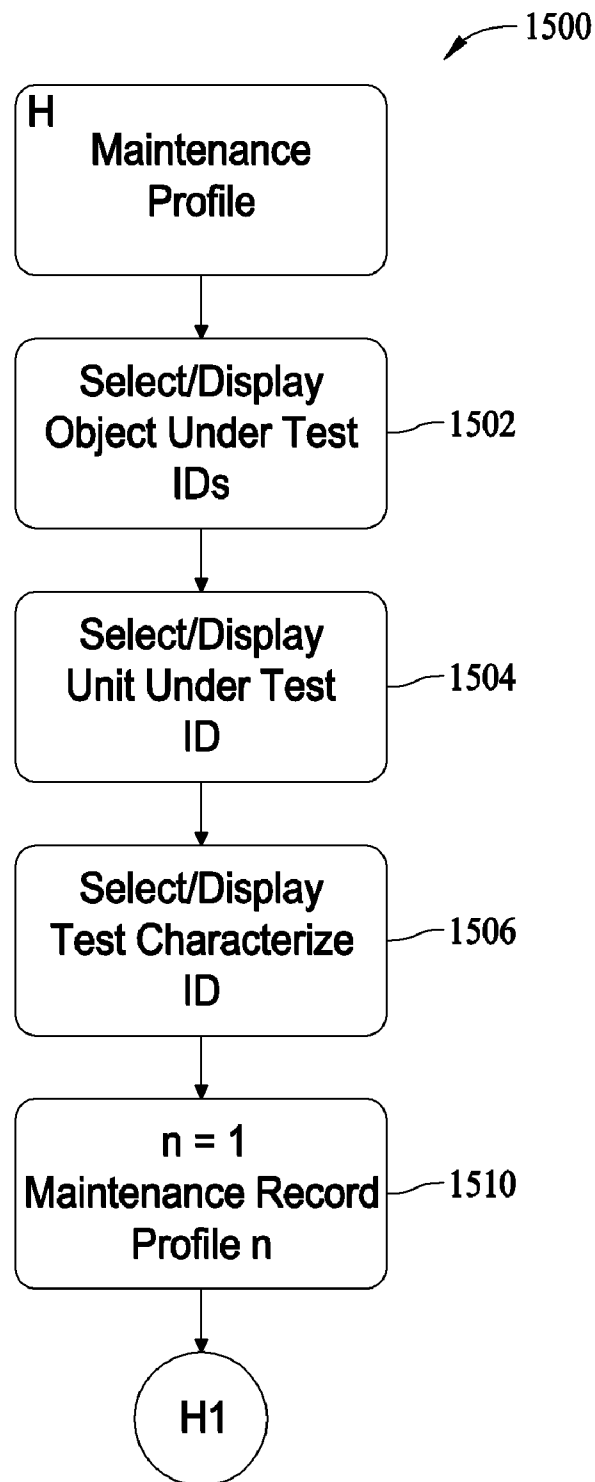 1500
H
Maintenance
Profile
Select/Display
Object Under Test
IDs
1502
Select/Display
Unit Under Test
ID
1504
Select/Display
Test Characterize
ID
1506
n = 1
Maintenance Record
Profile n
1510
H1